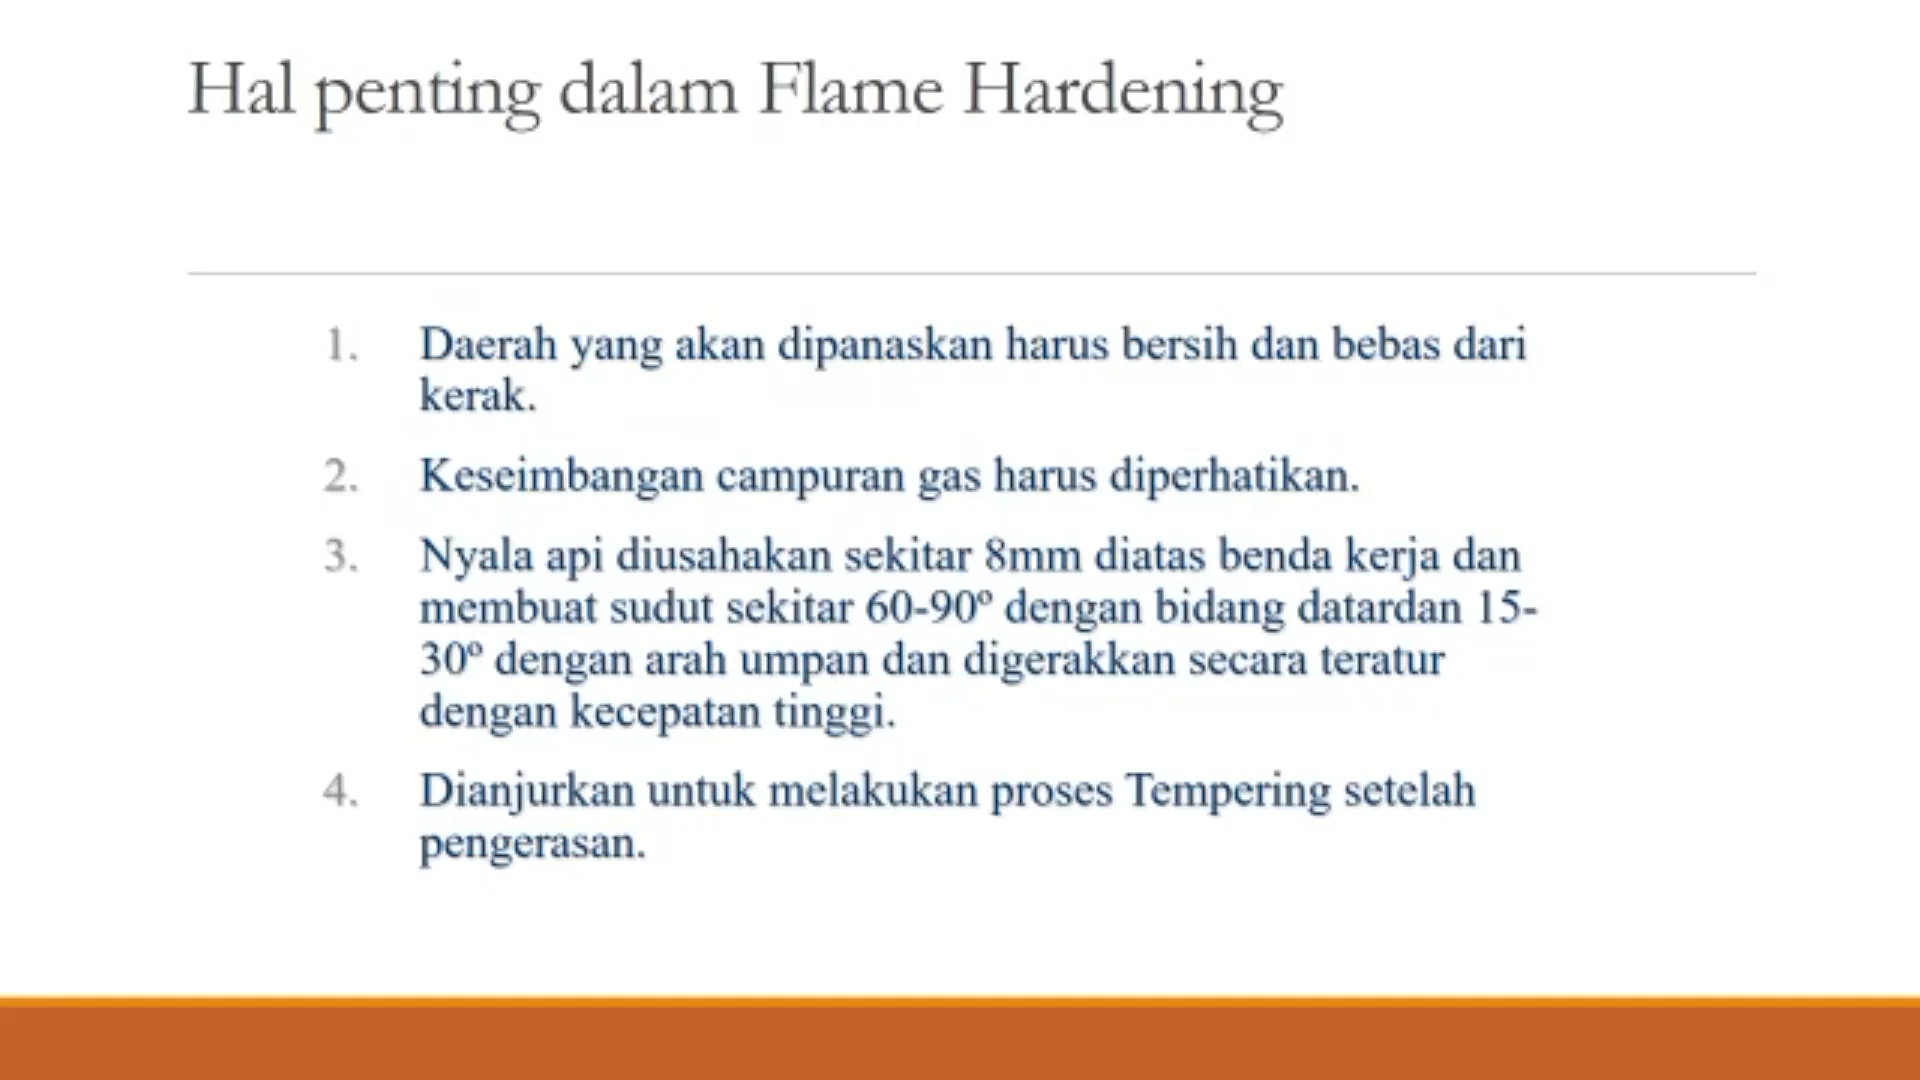 Hal penting dalam Flame Hardening
1. Daerah yang akan dipanaskan harus bersih dan bebas dari
kerak.
2. Keseimbangan campuran gas harus diperhatikan.
3. Nyala api diusahakan sekitar 8mm diatas benda kerja dan
membuat sudut sekitar 60-90º dengan bidang datardan 15-
30º dengan arah umpan dan digerakkan secara teratur
dengan kecepatan tinggi.
4. Dianjurkan untuk melakukan proses Tempering setelah
pengerasan.